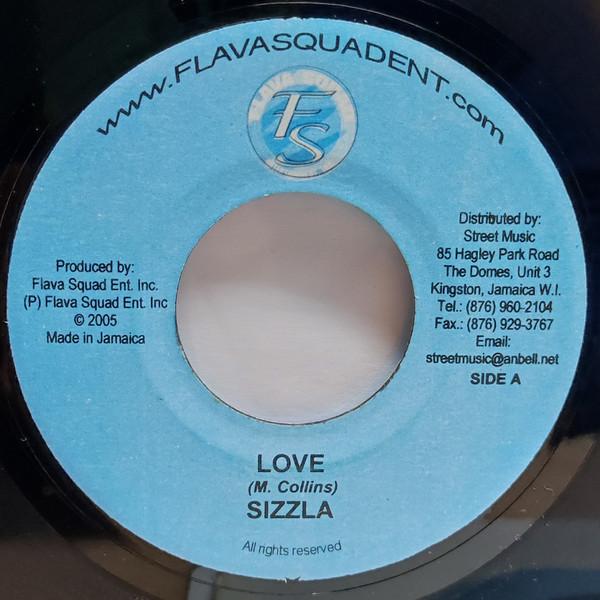 www.FLAVASQUADENT.com
FLAVA SQUAD
FS
Produced by:
Flava Squad Ent. Inc.
(P) Flava Squad Ent. Inc
© 2005
Made in Jamaica
Distributed by:
Street Music
85 Hagley Park Road
The Domes, Unit 3
Kingston, Jamaica W.I.
Tel.: (876) 960-2104
Fax.: (876) 929-3767
Email:
streetmusic@anbell.net
SIDE A
LOVE
(M. Collins)
SIZZLA
All rights reserved